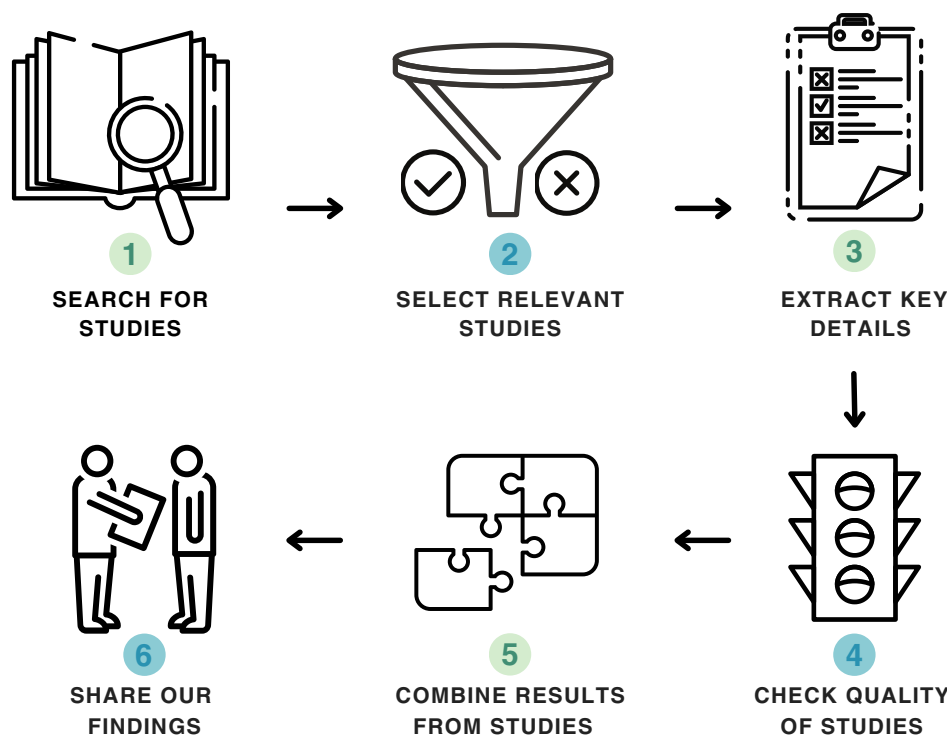 1
SEARCH FOR
STUDIES
2
SELECT RELEVANT
STUDIES
3
EXTRACT KEY
DETAILS
4
CHECK QUALITY
OF STUDIES
5
COMBINE RESULTS
FROM STUDIES
6
SHARE OUR
FINDINGS